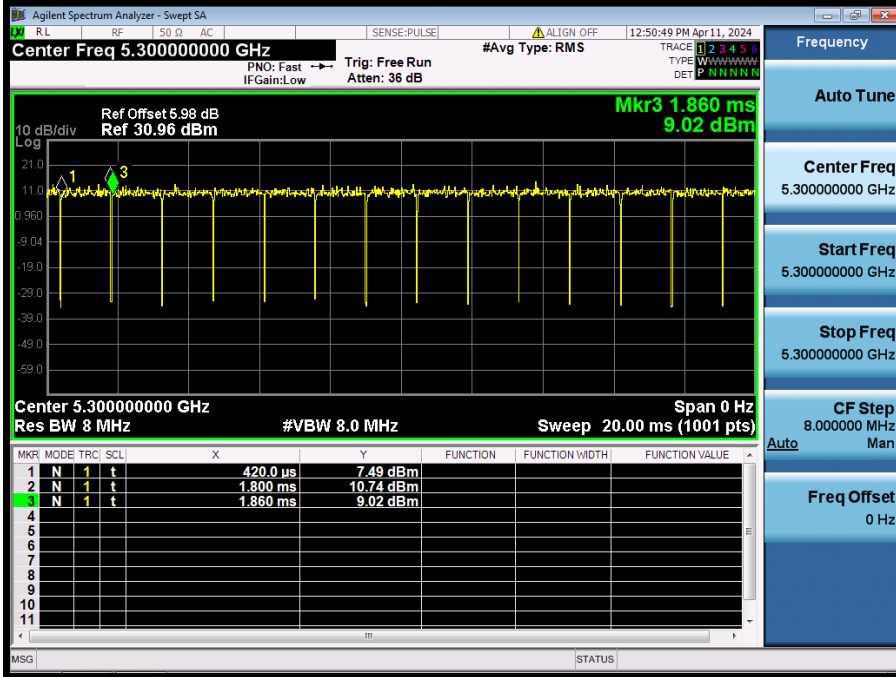 Agilent Spectrum Analyzer - Swept SA
LXI RL RF 50 Ω AC SENSE:PULSE ALIGN OFF 12:50:49 PM Apr 11, 2024
Center Freq 5.300000000 GHz
PNO: Fast
IFGain:Low
Trig: Free Run
Atten: 36 dB
#Avg Type: RMS
TRACE 1 2 3 4 5 6
TYPE WWWWWW
DET P N N N N N
Ref Offset 5.98 dB
10 dB/div Ref 30.96 dBm
Log
Mkr3 1.860 ms
9.02 dBm
21.0
11.0
0.960
-9.04
-19.0
-29.0
-39.0
-49.0
-59.0
1
3
Center 5.300000000 GHz Span 0 Hz
Res BW 8 MHz #VBW 8.0 MHz Sweep 20.00 ms (1001 pts)
MKR MODE TRC SCL X Y FUNCTION FUNCTION WIDTH FUNCTION VALUE
1 N 1 t 420.0 µs 7.49 dBm
2 N 1 t 1.800 ms 10.74 dBm
3 N 1 t 1.860 ms 9.02 dBm
4
5
6
7
8
9
10
11
MSG STATUS
Frequency
Auto Tune
Center Freq
5.300000000 GHz
Start Freq
5.300000000 GHz
Stop Freq
5.300000000 GHz
CF Step
8.000000 MHz
Auto Man
Freq Offset
0 Hz